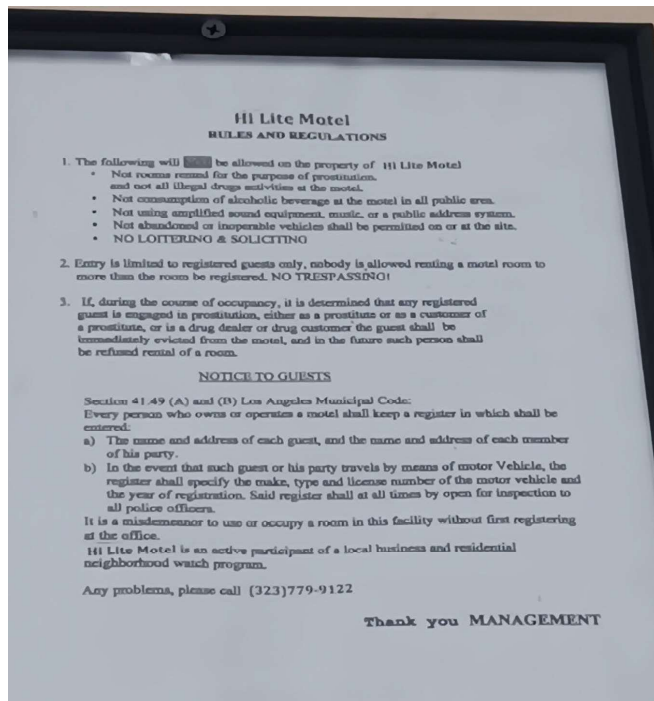 Hi Lite Motel
RULES AND REGULATIONS
1. The following will be allowed on the property of Hi Lite Motel
• Not rooms rented for the purpose of prostitution.
and not all illegal drugs activities at the motel.
• Not consumption of alcoholic beverage at the motel in all public area.
• Not using amplified sound equipment, music, or a public address system.
• Not abandoned or inoperable vehicles shall be permitted on or at the site.
• NO LOITERING & SOLICITING
2. Entry is limited to registered guests only, nobody is allowed renting a motel room to
more than the room be registered. NO TRESPASSING!
3. If, during the course of occupancy, it is determined that any registered
guest is engaged in prostitution, either as a prostitute or as a customer of
a prostitute, or is a drug dealer or drug customer the guest shall be
immediately evicted from the motel, and in the future such person shall
be refused rental of a room.
NOTICE TO GUESTS
Section 41.49 (A) and (B) Los Angeles Municipal Code:
Every person who owns or operates a motel shall keep a register in which shall be
entered:
a) The name and address of each guest, and the name and address of each member
of his party.
b) In the event that such guest or his party travels by means of motor Vehicle, the
register shall specify the make, type and license number of the motor vehicle and
the year of registration. Said register shall at all times by open for inspection to
all police officers.
It is a misdemeanor to use or occupy a room in this facility without first registering
at the office.
Hi Lite Motel is an active participant of a local business and residential
neighborhood watch program.
Any problems, please call (323)779-9122
Thank you MANAGEMENT